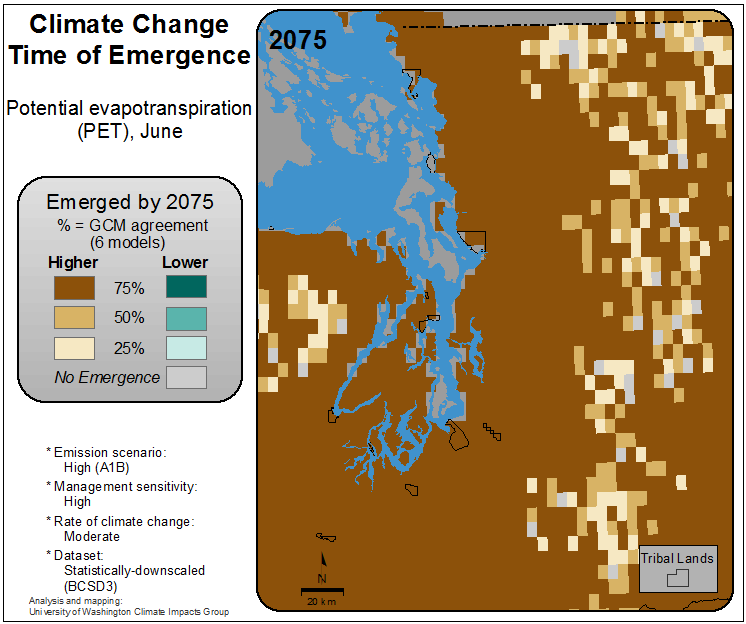 Climate Change
Time of Emergence
Potential evapotranspiration
(PET), June
Emerged by 2075
% = GCM agreement
(6 models)
Higher Lower
75%
50%
25%
No Emergence
* Emission scenario:
High (A1B)
* Management sensitivity:
High
* Rate of climate change:
Moderate
* Dataset:
Statistically-downscaled
(BCSD3)
Analysis and mapping:
University of Washington Climate Impacts Group
2075
N
20 km
Tribal Lands